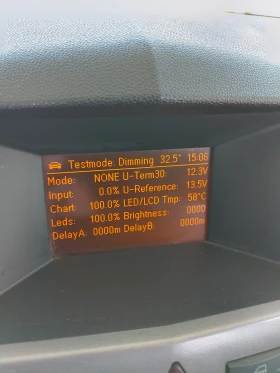 Testmode: Dimming 32.5° 15:08
Mode: NONE U-Term30: 12.3V
Input: 0.0% U-Reference: 13.5V
Chart: 100.0% LED/LCD Tmp: 58°C
Leds: 100.0% Brightness: 0000
DelayA: 0000m DelayB: 0000m